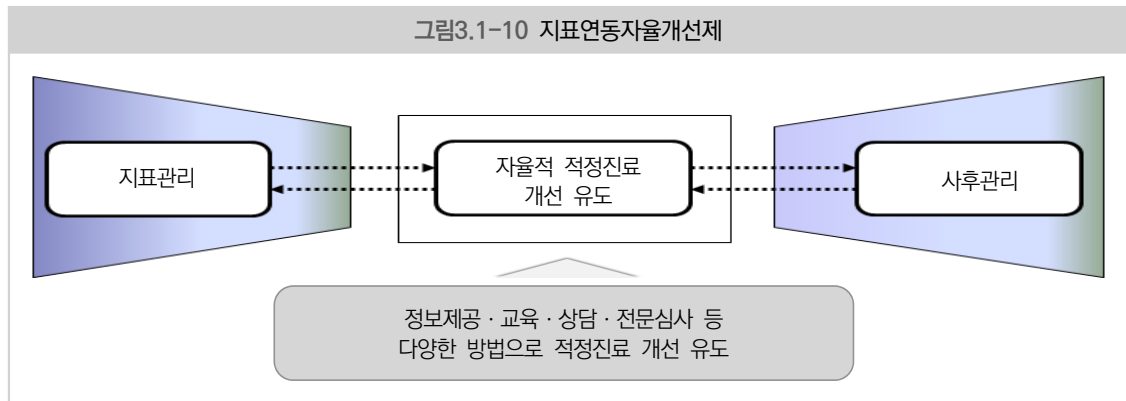 그림3.1-10 지표연동자율개선제
지표관리
자율적 적정진료
개선 유도
사후관리
정보제공 · 교육 · 상담 · 전문심사 등
다양한 방법으로 적정진료 개선 유도